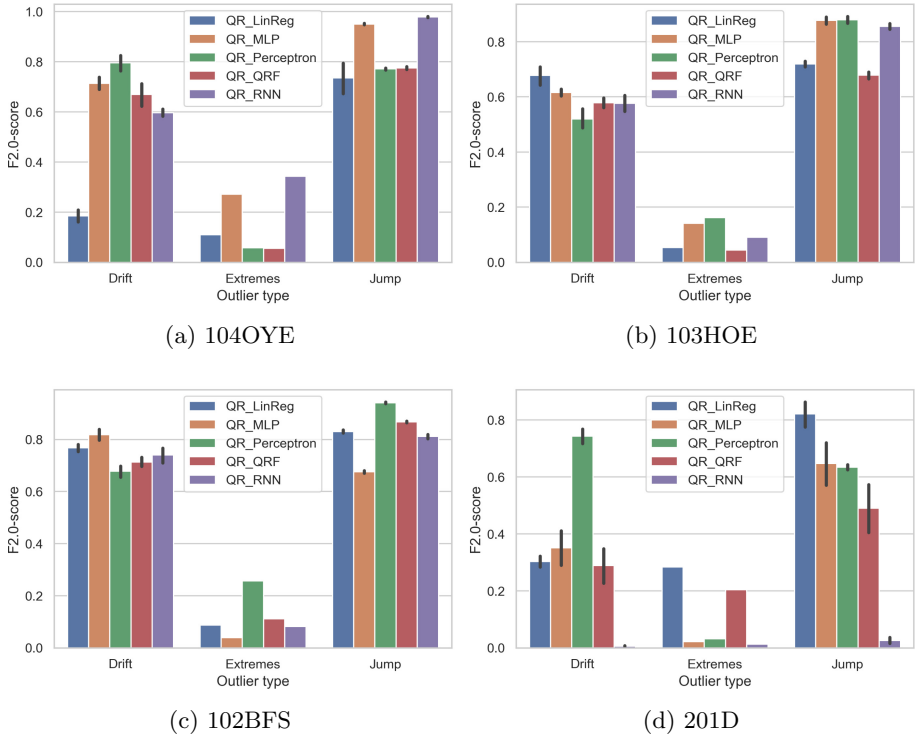 1.0
0.8
0.6
0.4
0.2
0.0
F2.0-score
QR_LinReg
QR_MLP
QR_Perceptron
QR_QRF
QR_RNN
Drift Extremes Jump
Outlier type
(a) 104OYE
0.8
0.6
0.4
0.2
0.0
F2.0-score
QR_LinReg
QR_MLP
QR_Perceptron
QR_QRF
QR_RNN
Drift Extremes Jump
Outlier type
(b) 103HOE
0.8
0.6
0.4
0.2
0.0
F2.0-score
QR_LinReg
QR_MLP
QR_Perceptron
QR_QRF
QR_RNN
Drift Extremes Jump
Outlier type
(c) 102BFS
0.8
0.6
0.4
0.2
0.0
F2.0-score
QR_LinReg
QR_MLP
QR_Perceptron
QR_QRF
QR_RNN
Drift Extremes Jump
Outlier type
(d) 201D